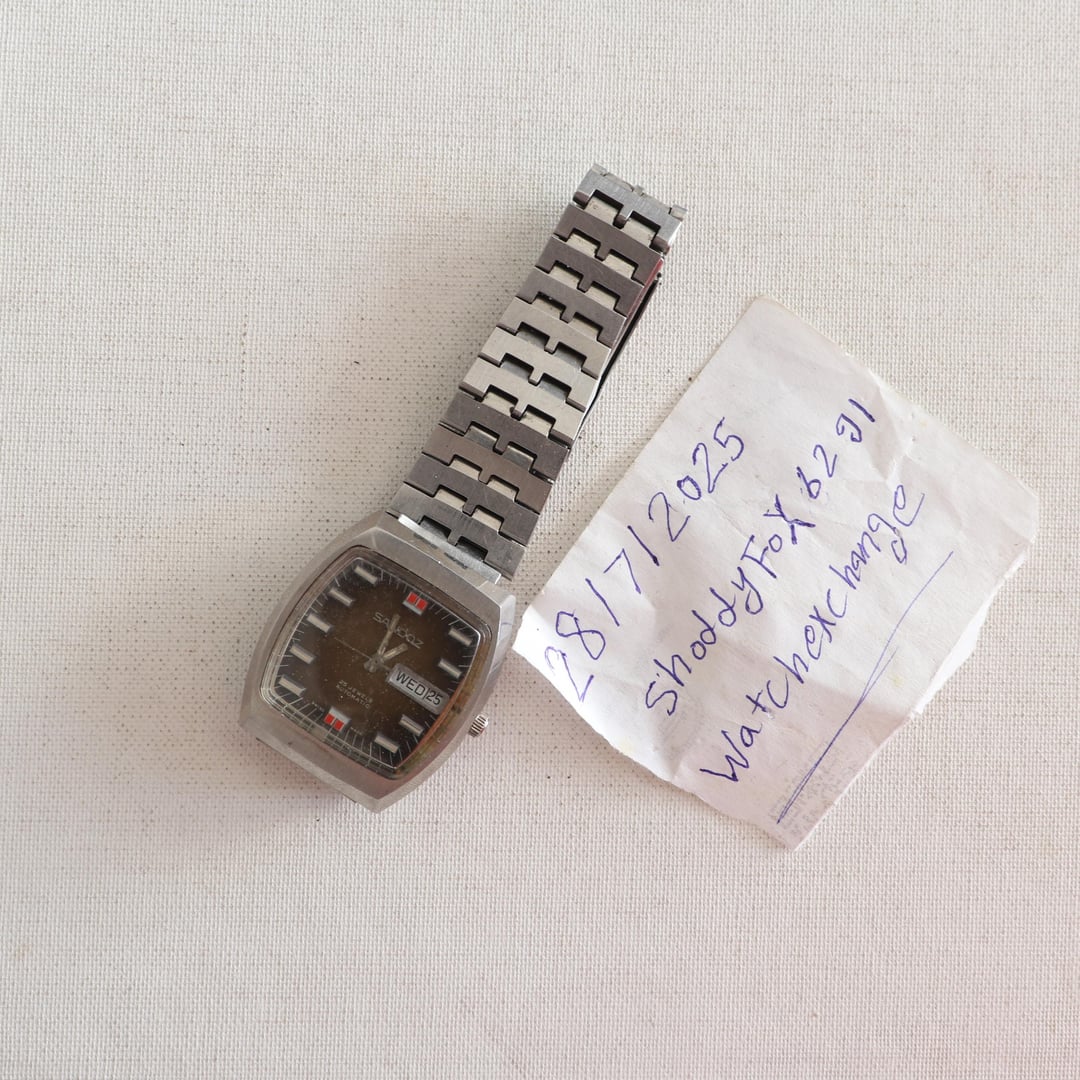 SANDOZ
25 JEWELS
AUTOMATIC
WED 25
28/7/2025
ShoddyFox6291
Watchexchange